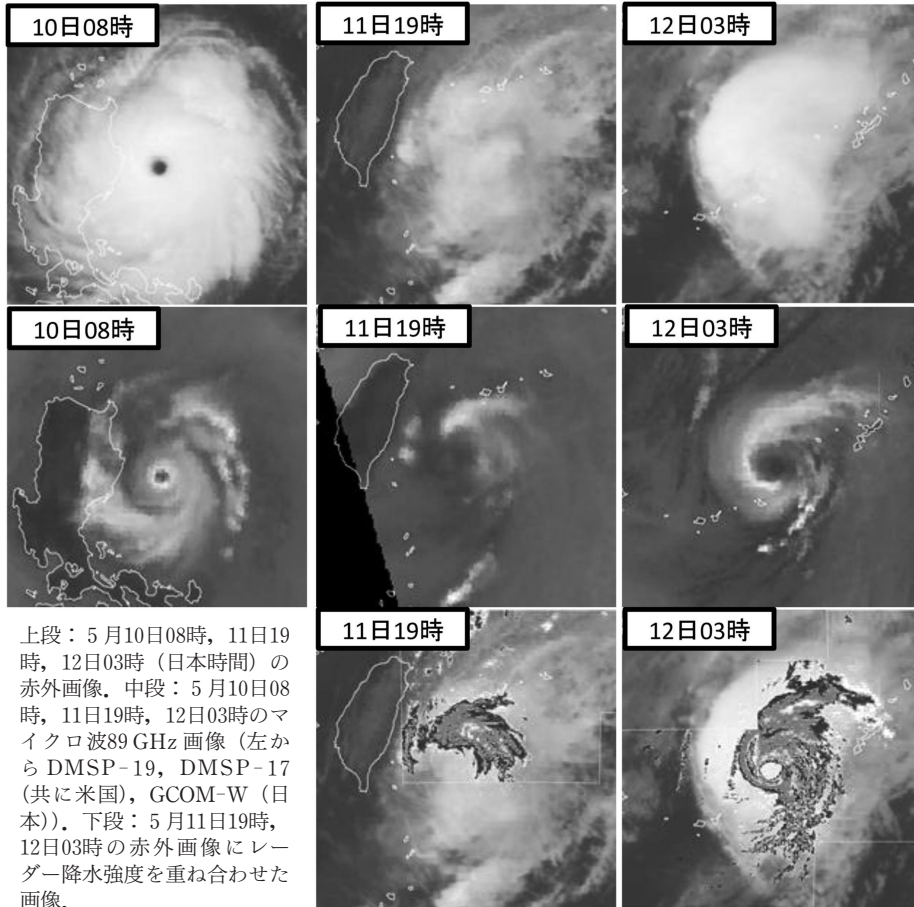 10日08時
11日19時
12日03時
10日08時
11日19時
12日03時
上段：5月10日08時，11日19
時，12日03時（日本時間）の
赤外画像．中段：5月10日08
時，11日19時，12日03時のマ
イクロ波89 GHz 画像（左か
ら DMSP-19，DMSP-17
（共に米国），GCOM-W（日
本））．下段：5月11日19時，
12日03時の赤外画像にレー
ダー降水強度を重ね合わせた
画像．
11日19時
12日03時